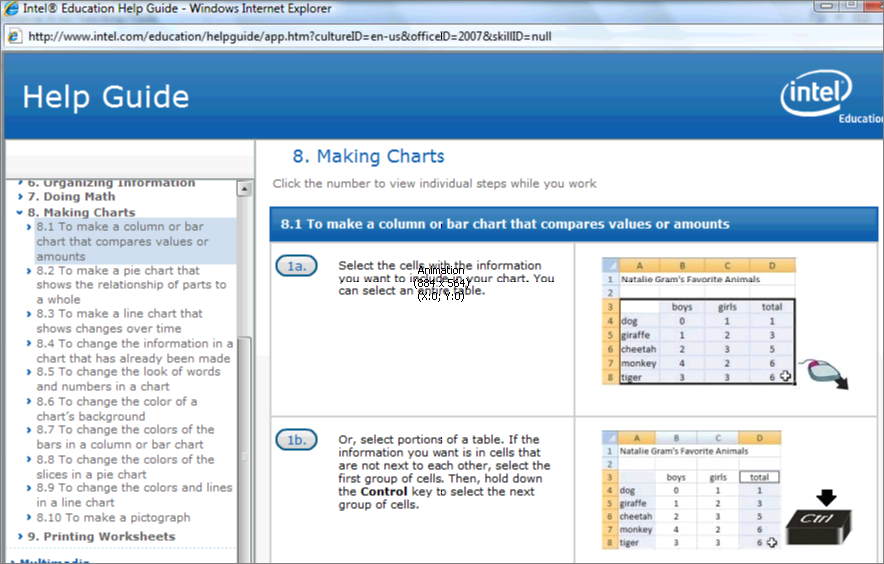 Intel® Education Help Guide - Windows Internet Explorer
http://www.intel.com/education/helpguide/app.htm?cultureID=en-us&officeID=2007&skillID=null
Help Guide
intel
Education
6. Organizing Information
7. Doing Math
8. Making Charts
8.1 To make a column or bar
chart that compares values or
amounts
8.2 To make a pie chart that
shows the relationship of parts to
a whole
8.3 To make a line chart that
shows changes over time
8.4 To change the information in a
chart that has already been made
8.5 To change the look of words
and numbers in a chart
8.6 To change the color of a
chart's background
8.7 To change the colors of the
bars in a column or bar chart
8.8 To change the colors of the
slices in a pie chart
8.9 To change the colors and lines
in a line chart
8.10 To make a pictograph
9. Printing Worksheets
Multimedia
8. Making Charts
Click the number to view individual steps while you work
8.1 To make a column or bar chart that compares values or amounts
1a.
Select the cells with the information
you want to include in your chart. You
can select an entire table.
Animation
(884 x 564)
(X:0, Y:0)
A B C D
1 Natalie Gram's Favorite Animals
2
3 boys girls total
4 dog 0 1 1
5 giraffe 1 2 3
6 cheetah 2 3 5
7 monkey 4 2 6
8 tiger 3 3 6
1b.
Or, select portions of a table. If the
information you want is in cells that
are not next to each other, select the
first group of cells. Then, hold down
the Control key to select the next
group of cells.
A B C D
1 Natalie Gram's Favorite Animals
2
3 boys girls total
4 dog 0 1 1
5 giraffe 1 2 3
6 cheetah 2 3 5
7 monkey 4 2 6
8 tiger 3 3 6
Ctrl